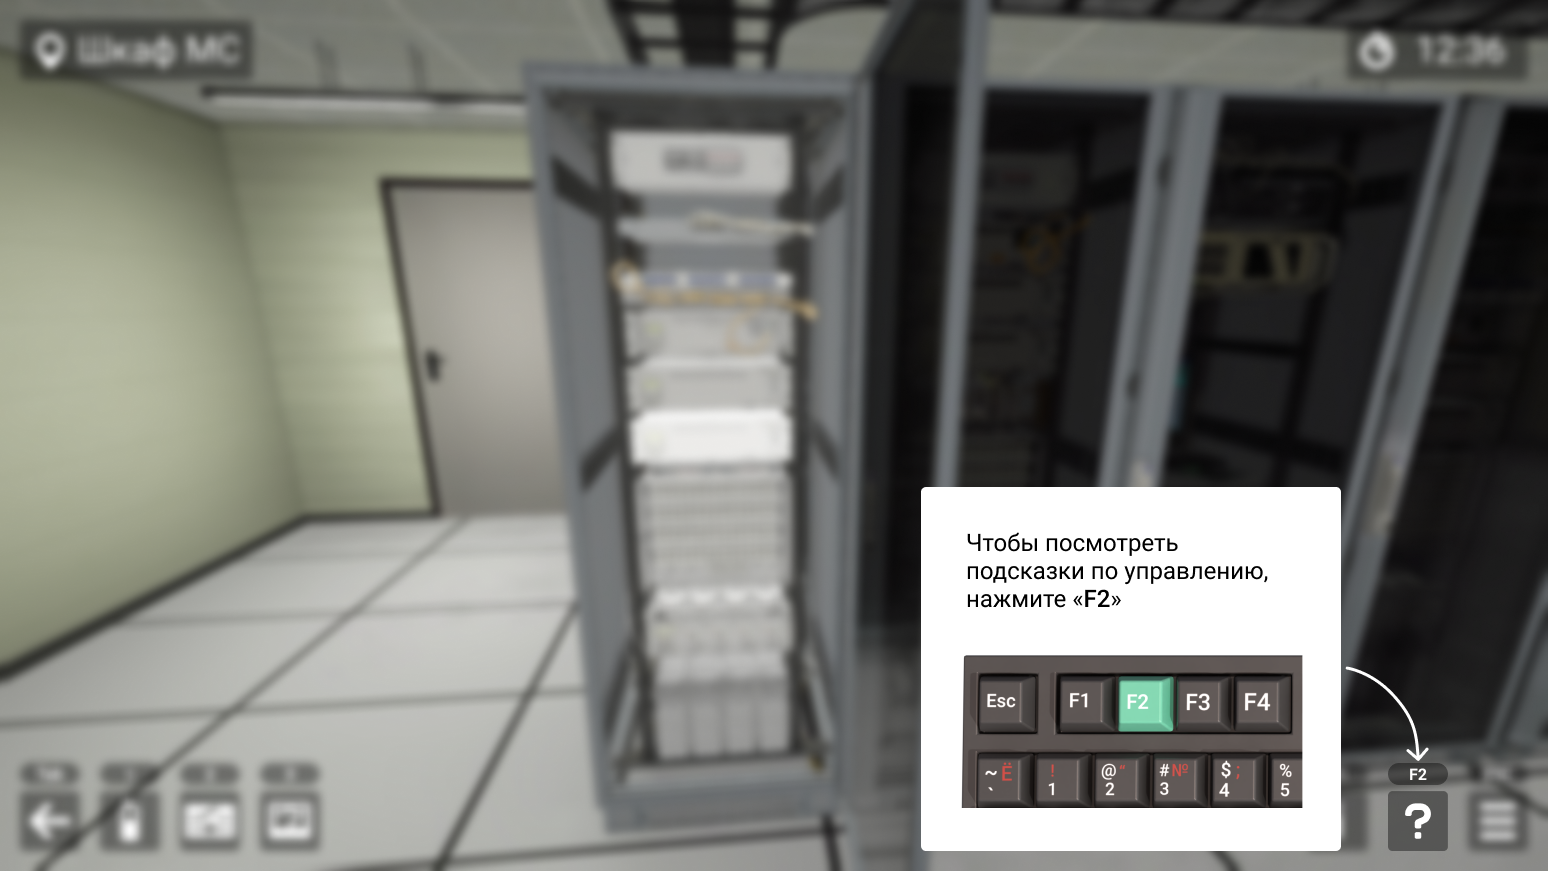 Шкаф МС
12:36
Чтобы посмотреть
подсказки по управлению,
нажмите «F2»
Esc F1 F2 F3 F4
~ Ё ! @ " # № $ ; %
` 1 2 3 4 5
F2
?